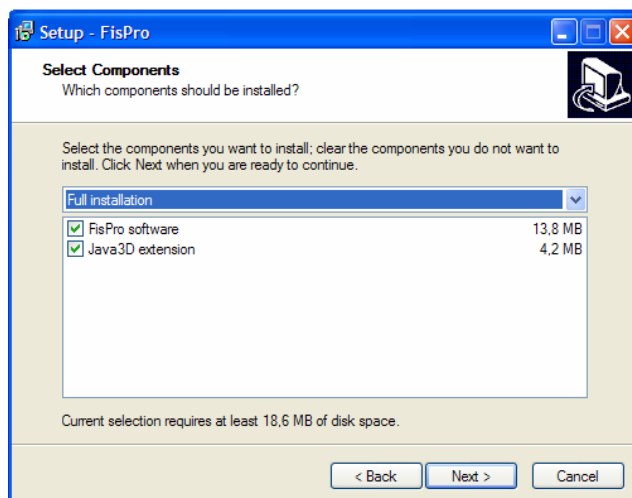 Setup - FisPro
Select Components
Which components should be installed?
Select the components you want to install; clear the components you do not want to
install. Click Next when you are ready to continue.
Full installation
FisPro software 13,8 MB
Java3D extension 4,2 MB
Current selection requires at least 18,6 MB of disk space.
< Back Next > Cancel